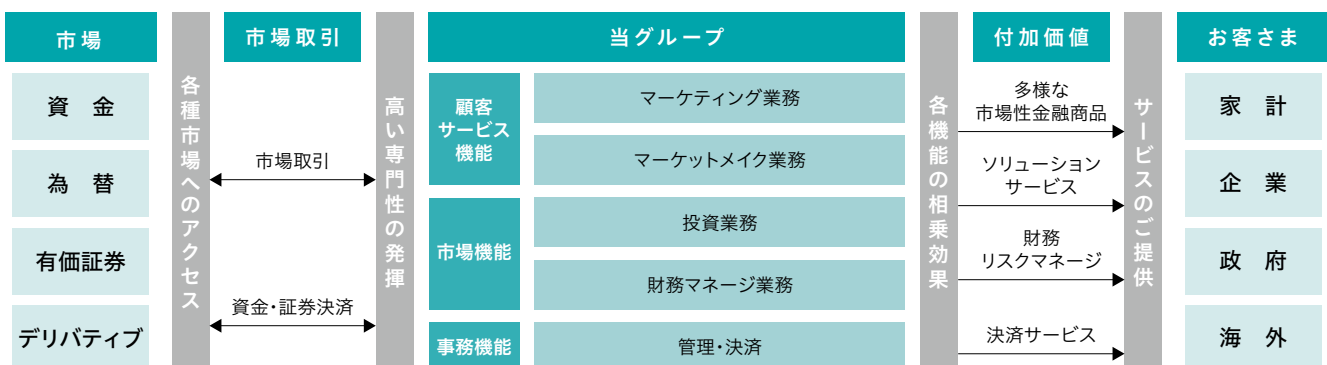 市場
資金
為替
有価証券
デリバティブ
各種市場へのアクセス
市場取引
市場取引
資金・証券決済
高い専門性の発揮
当グループ
顧客
サービス
機能
マーケティング業務
マーケットメイク業務
市場機能
投資業務
財務マネージ業務
事務機能
管理・決済
各機能の相乗効果
付加価値
多様な
市場性金融商品
ソリューション
サービス
財務
リスクマネージ
決済サービス
サービスのご提供
お客さま
家計
企業
政府
海外